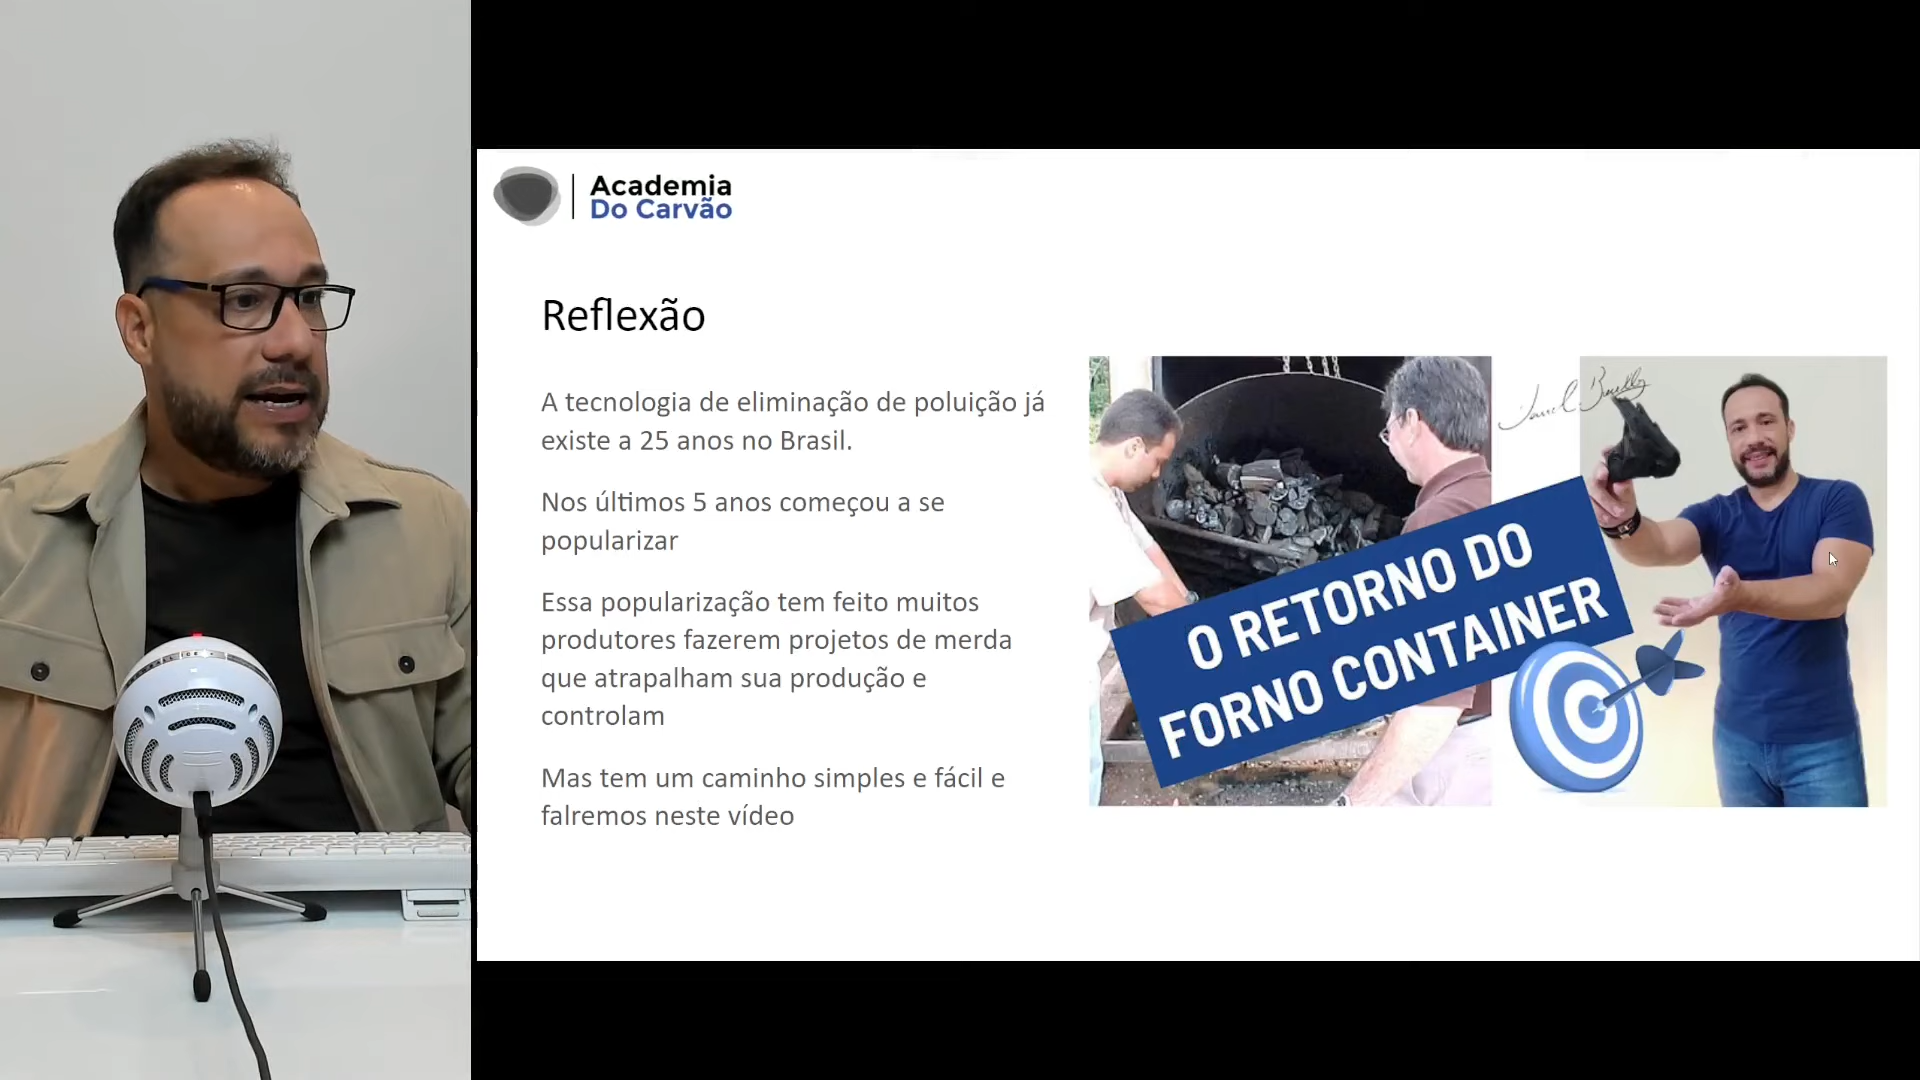 Academia
Do Carvão
Reflexão
A tecnologia de eliminação de poluição já
existe a 25 anos no Brasil.
Nos últimos 5 anos começou a se
popularizar
Essa popularização tem feito muitos
produtores fazerem projetos de merda
que atrapalham sua produção e
controlam
Mas tem um caminho simples e fácil e
falremos neste vídeo
O RETORNO DO
FORNO CONTAINER